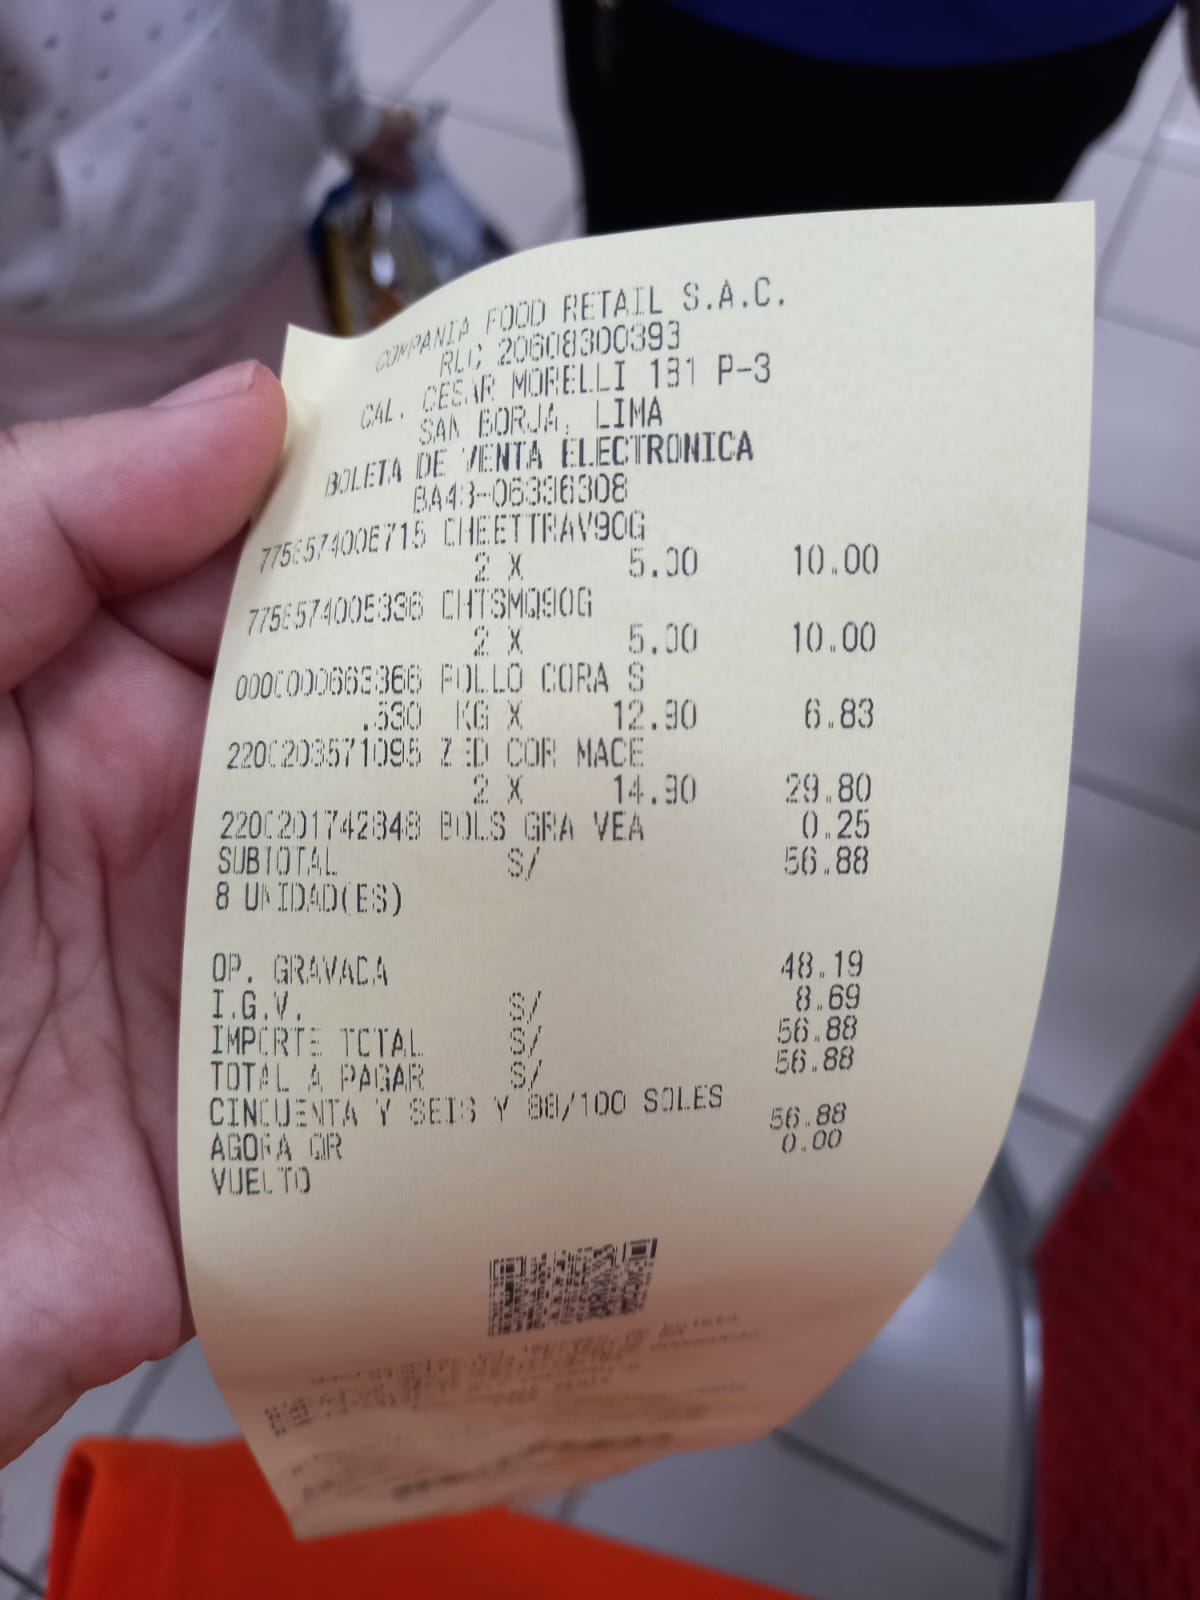 COMPANIA FOOD RETAIL S.A.C.
RUC 20608300393
CAL. CESAR MORELLI 181 P-3
SAN BORJA, LIMA
BOLETA DE VENTA ELECTRONICA
BA43-06336308
7758574006715 CHEETTRAV90G
2 X 5.00 10.00
7758574005336 CHTSMQ90G
2 X 5.00 10.00
0000000663366 POLLO CORA S
.530 KG X 12.90 6.83
2200203571095 ZED COR MACE
2 X 14.90 29.80
2200201742848 BOLS GRA VEA 0.25
SUBTOTAL S/ 56.88
8 UNIDAD(ES)
OP. GRAVADA 48.19
I.G.V. S/ 8.69
IMPORTE TOTAL S/ 56.88
TOTAL A PAGAR S/ 56.88
CINCUENTA Y SEIS Y 88/100 SOLES
AGORA QR 56.88
VUELTO 0.00